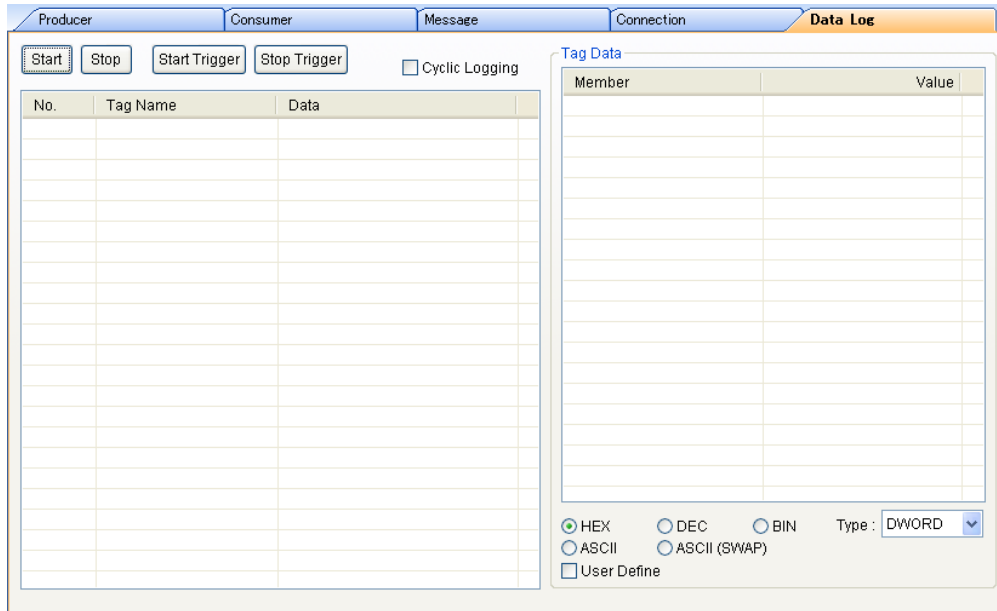 Producer Consumer Message Connection Data Log
Start Stop Start Trigger Stop Trigger Cyclic Logging
No. Tag Name Data
Tag Data
Member Value
HEX DEC BIN Type : DWORD
ASCII ASCII (SWAP)
User Define